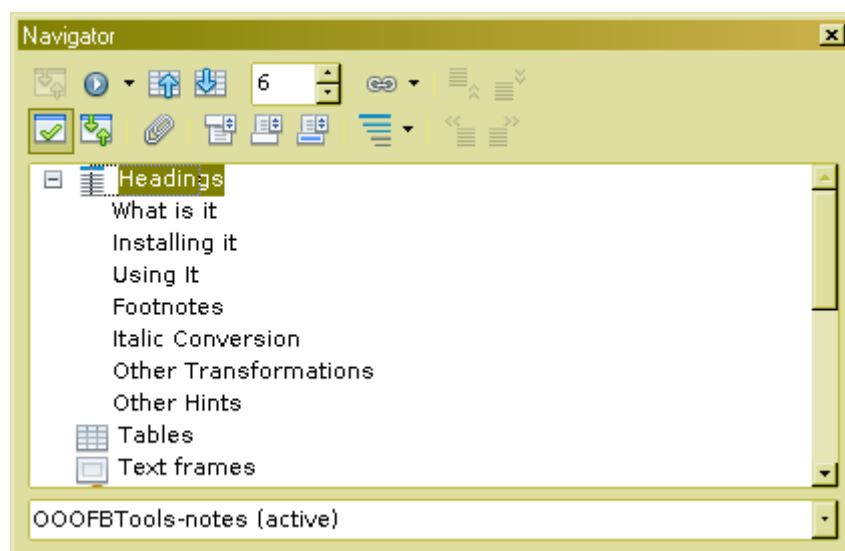 Navigator
6
Headings
What is it
Installing it
Using It
Footnotes
Italic Conversion
Other Transformations
Other Hints
Tables
Text frames
OOOFBTools-notes (active)